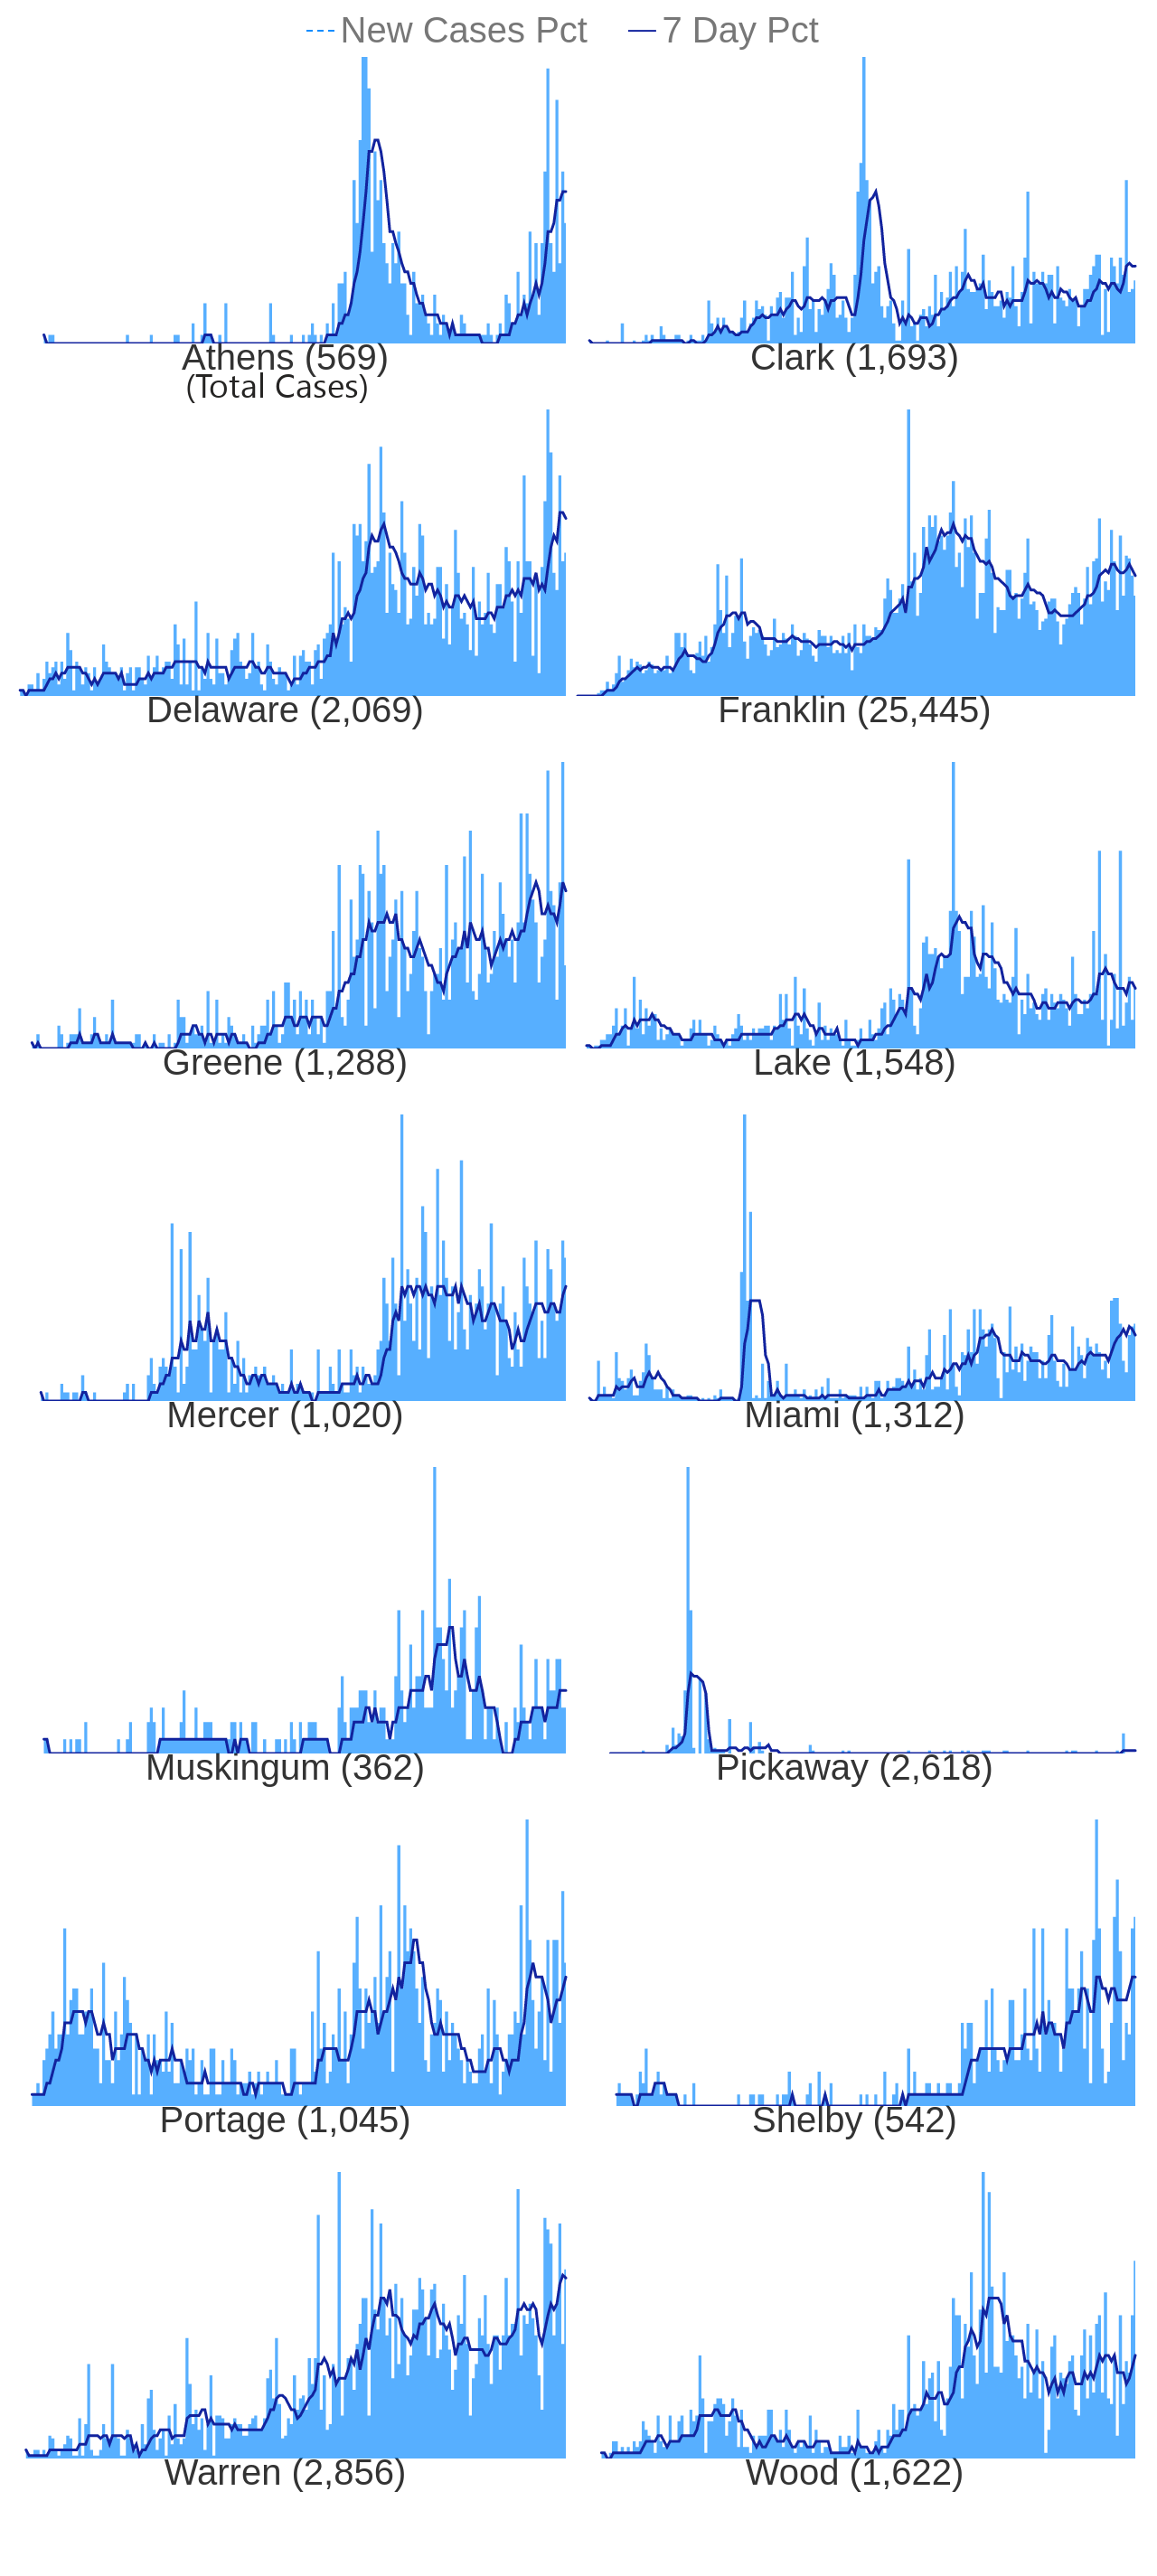 New Cases Pct 7 Day Pct
Athens (569) Clark (1,693)
(Total Cases)
Delaware (2,069) Franklin (25,445)
Greene (1,288) Lake (1,548)
Mercer (1,020) Miami (1,312)
Muskingum (362) Pickaway (2,618)
Portage (1,045) Shelby (542)
Warren (2,856) Wood (1,622)